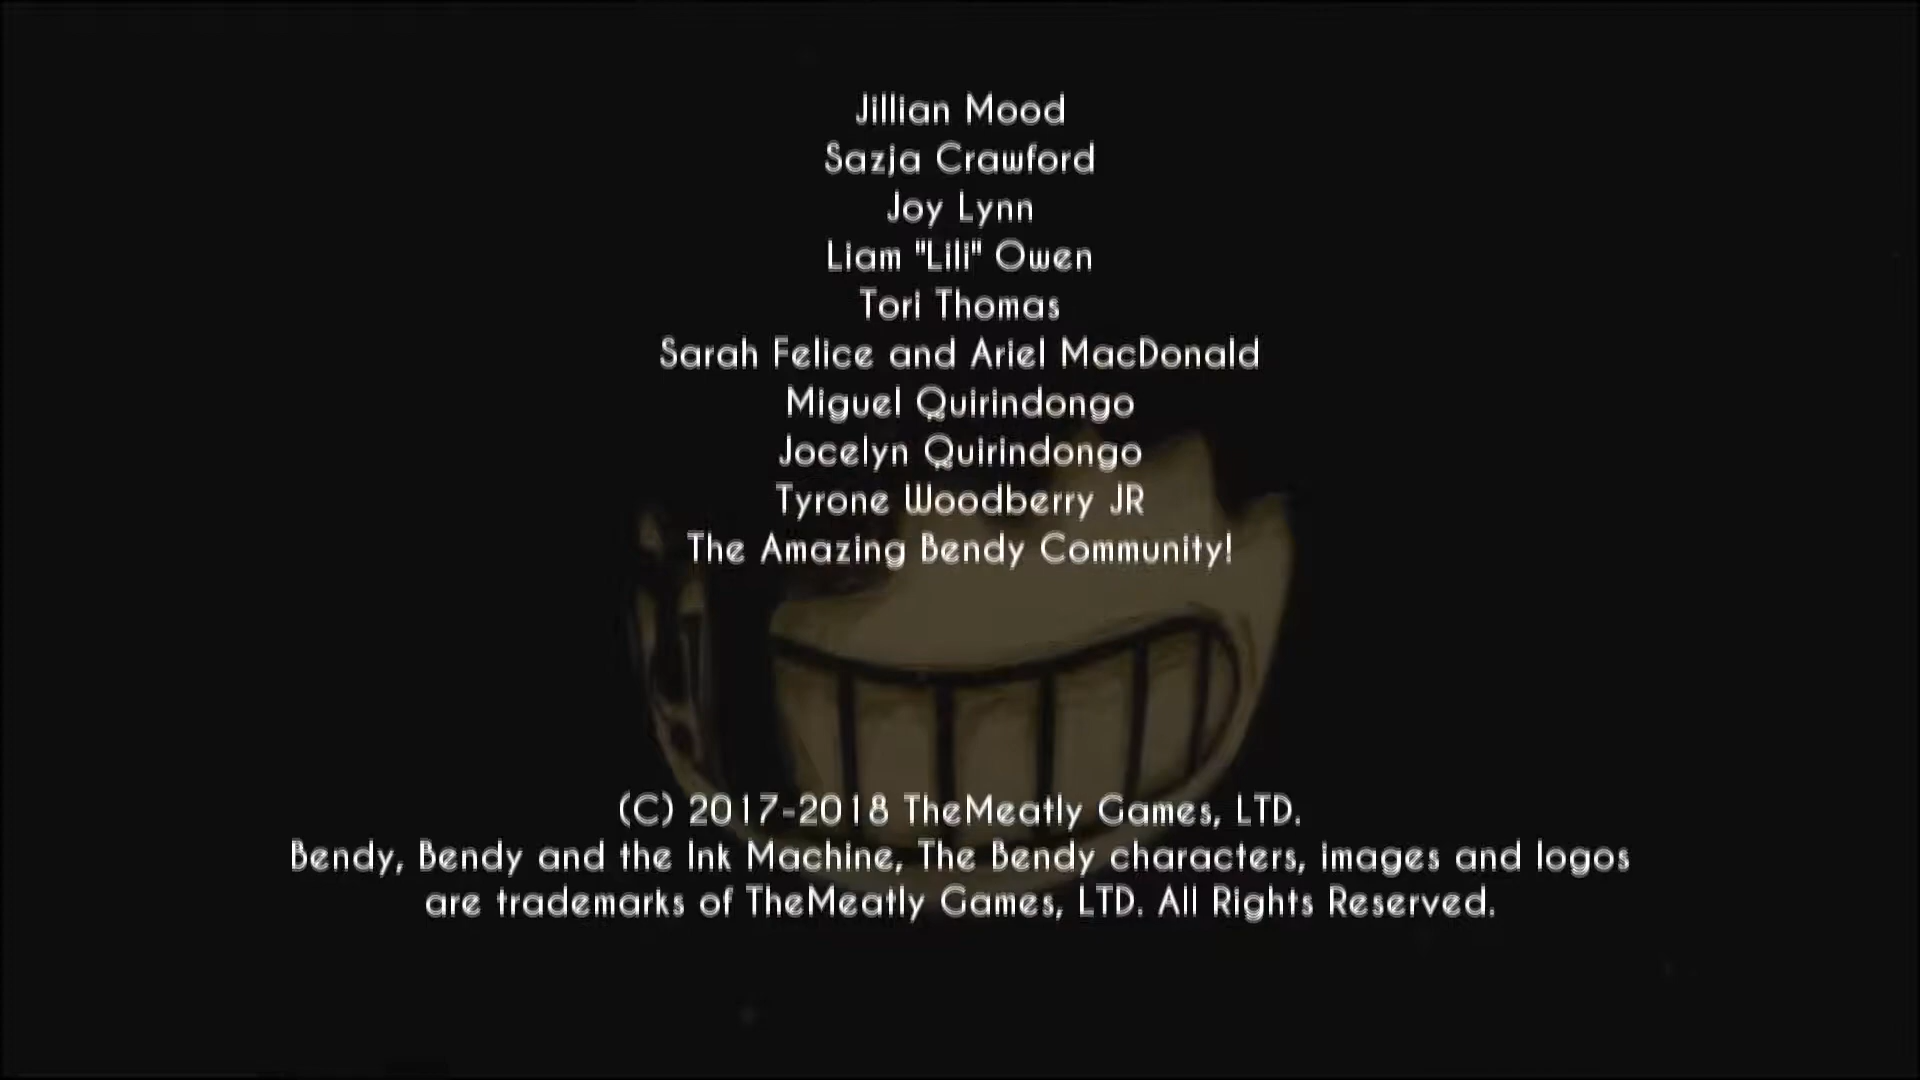 Jillian Mood
Sazja Crawford
Joy Lynn
Liam "Lili" Owen
Tori Thomas
Sarah Felice and Ariel MacDonald
Miguel Quirindongo
Jocelyn Quirindongo
Tyrone Woodberry JR
The Amazing Bendy Community!
(C) 2017-2018 TheMeatly Games, LTD.
Bendy, Bendy and the Ink Machine, The Bendy characters, images and logos
are trademarks of TheMeatly Games, LTD. All Rights Reserved.